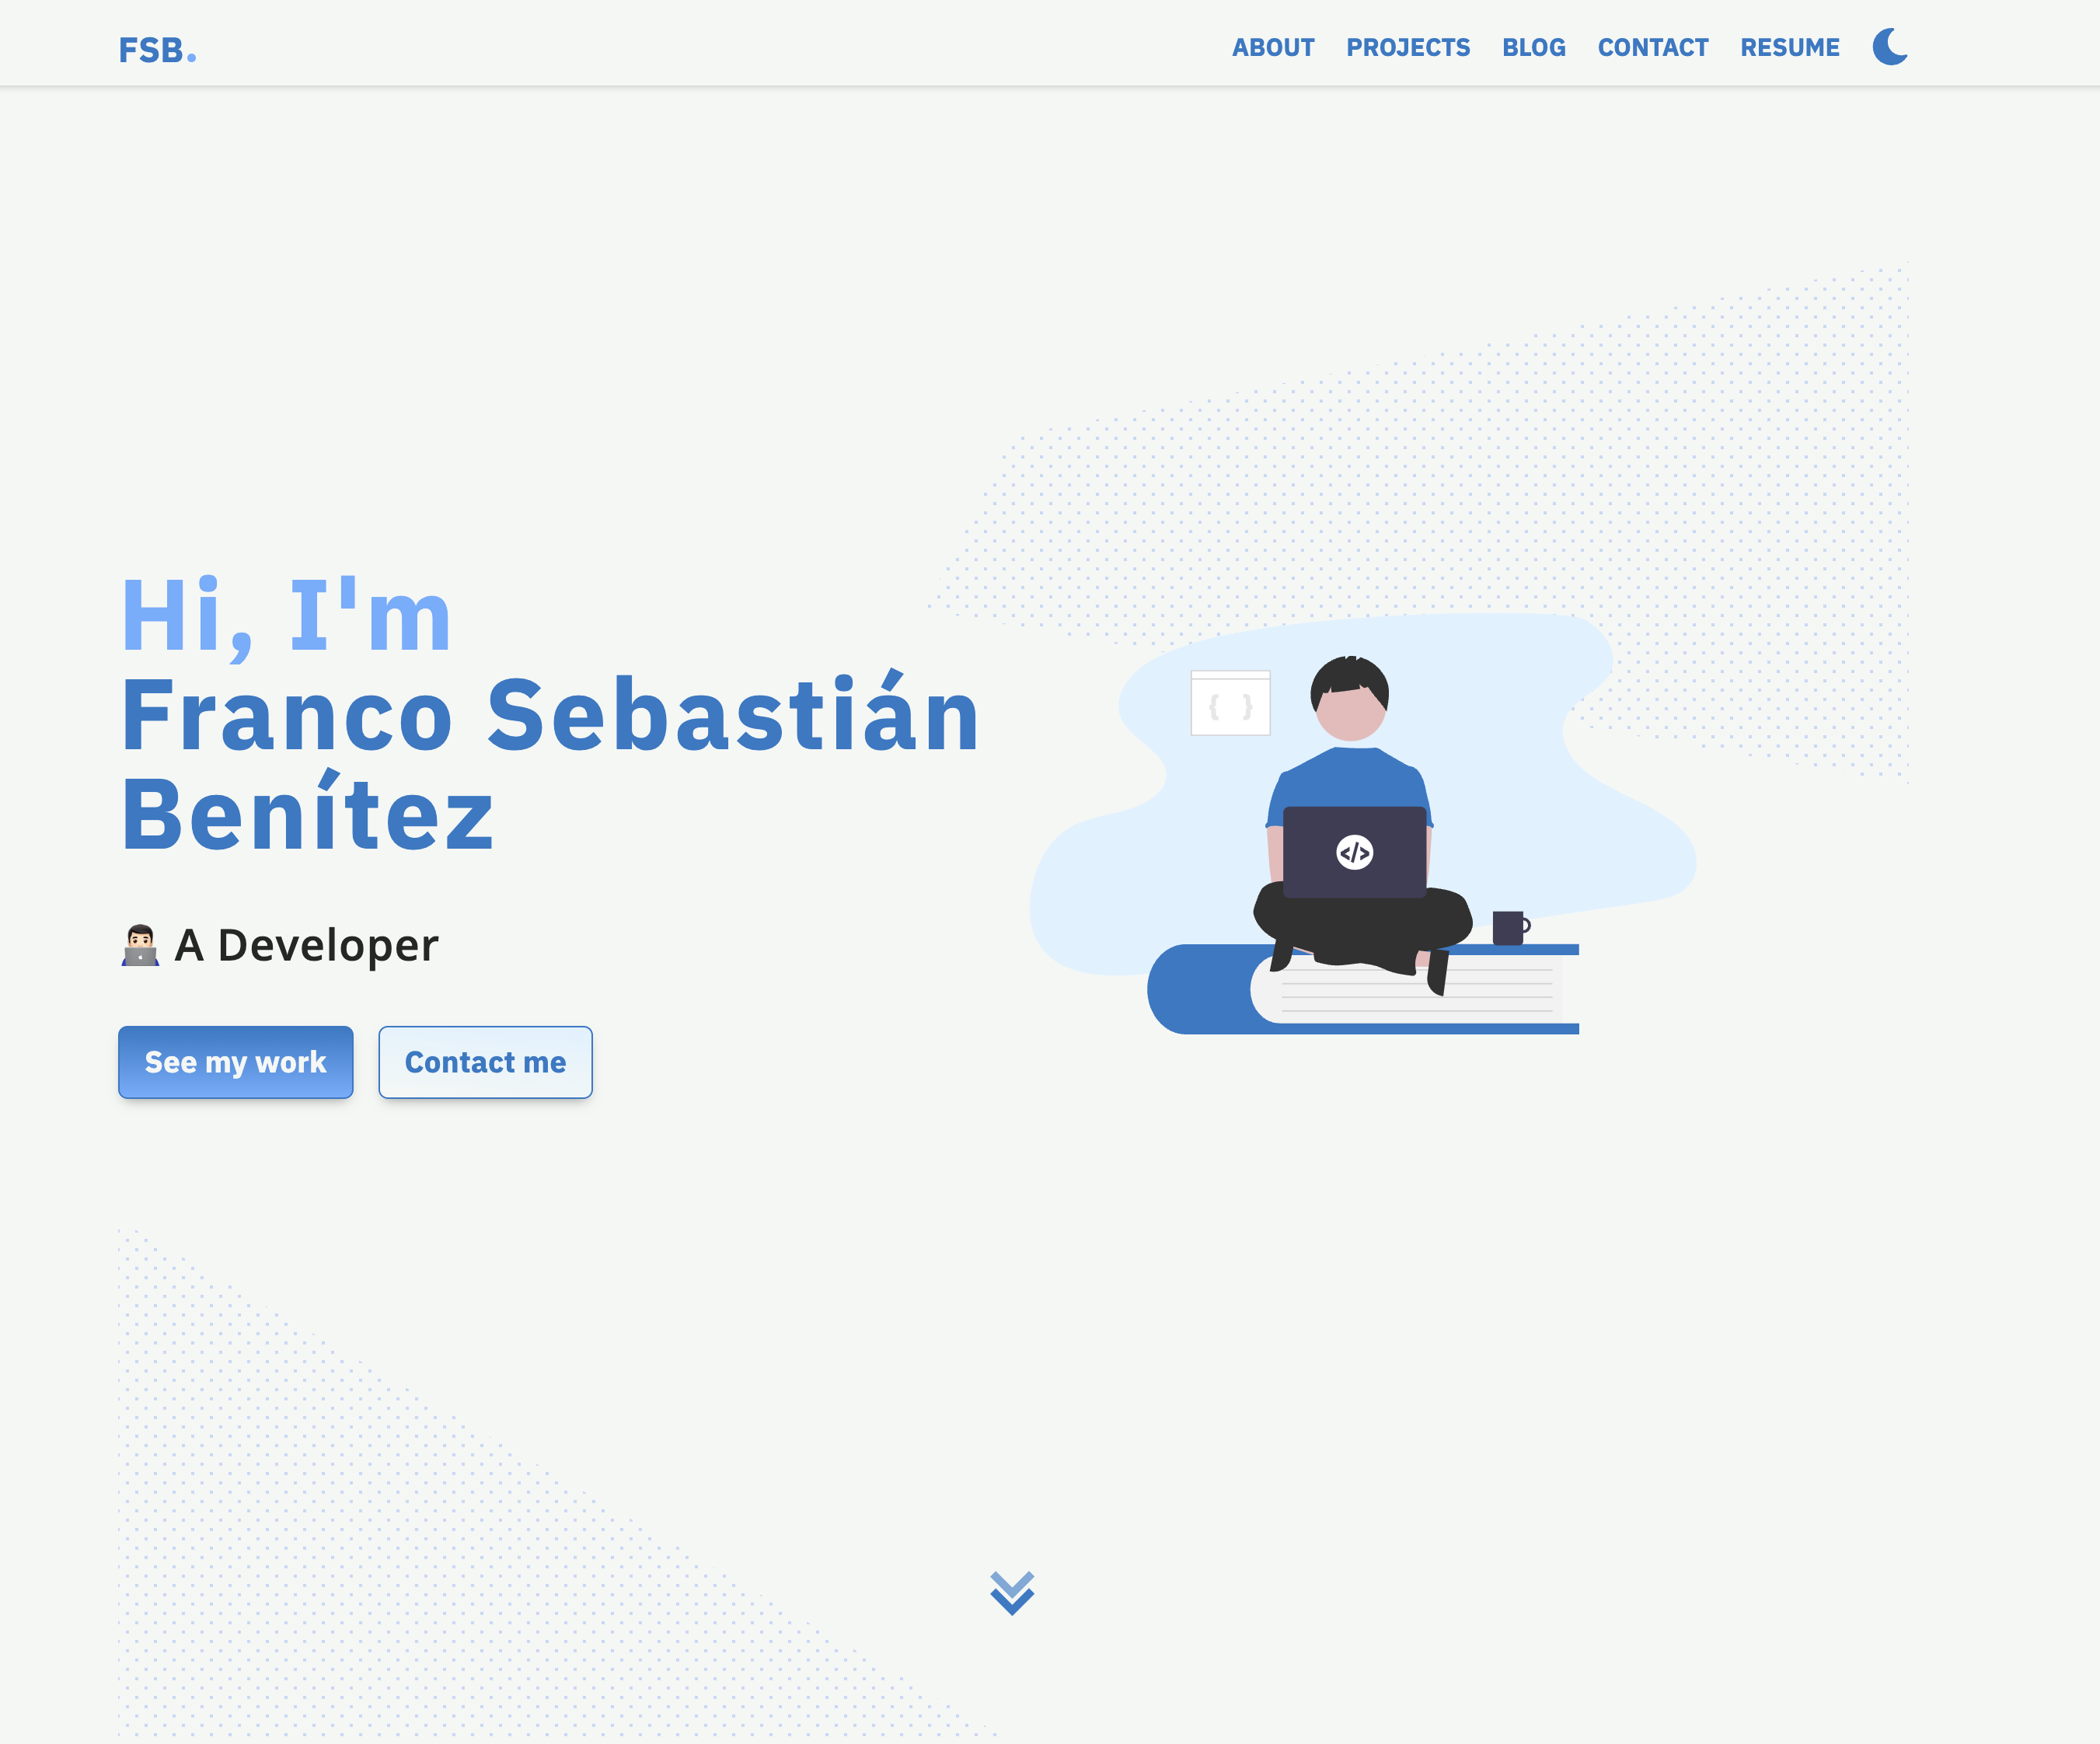 FSB.
ABOUT PROJECTS BLOG CONTACT RESUME
Hi, I'm
Franco Sebastián
Benítez
{ }
</>
👨🏻‍💻 A Developer
See my work Contact me